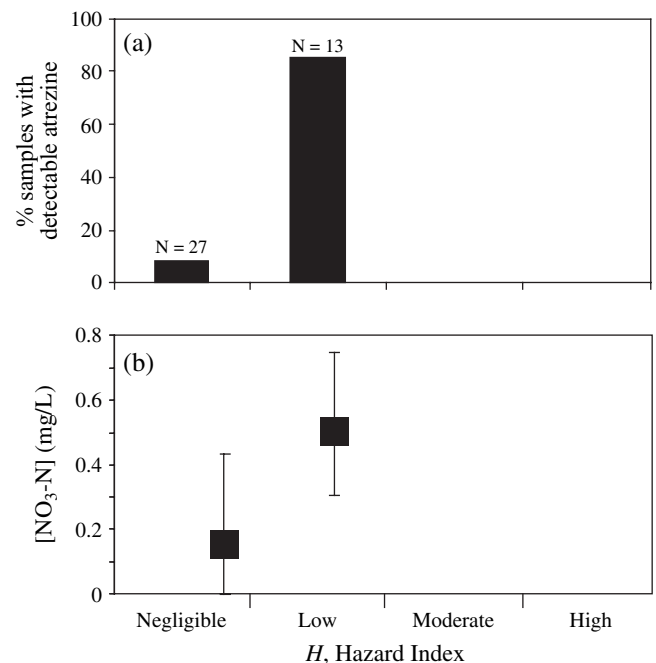 100
(a)
N = 13
80
60
40
N = 27
20
0
% samples with
detectable atrezine
0.8
(b)
0.6
0.4
0.2
0
[NO₃-N] (mg/L)
Negligible Low Moderate High
H, Hazard Index